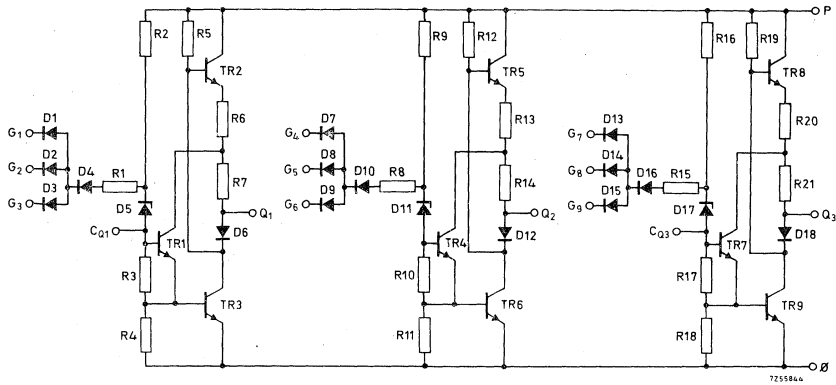 P
R2
R5
R9
R12
R16
R19
TR2
TR5
TR8
R6
R13
R20
D1
G1
D2
G2
D3
G3
D4
R1
D7
G4
D8
G5
D9
G6
D10
R8
D13
G7
D14
G8
D15
G9
D16
R15
R7
R14
R21
D5
D11
D17
Q1
Q2
Q3
CQ1
CQ3
TR1
TR4
TR7
D6
D12
D18
R3
R10
R17
TR3
TR6
TR9
R4
R11
R18
Ø
7Z55844